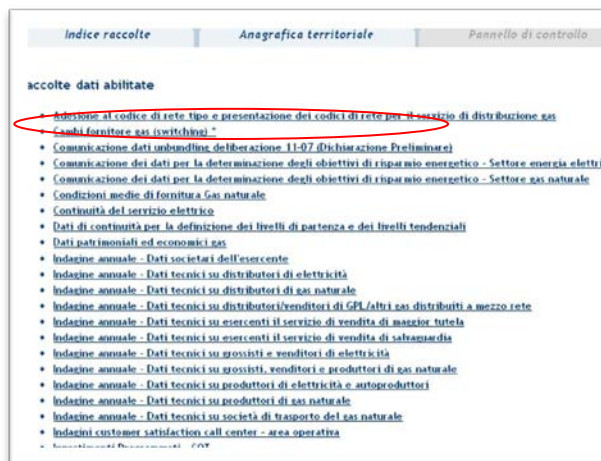 Indice raccolte
Anagrafica territoriale
Pannello di controllo
accolte dati abilitate
Adesione al codice di rete tipo e presentazione dei codici di rete per il servizio di distribuzione gas
Cambi fornitore gas (switching) *
Comunicazione dati unbundling deliberazione 11-07 (Dichiarazione Preliminare)
Comunicazione dei dati per la determinazione degli obiettivi di risparmio energetico - Settore energia elettri
Comunicazione dei dati per la determinazione degli obiettivi di risparmio energetico - Settore gas naturale
Condizioni medie di fornitura Gas naturale
Continuità del servizio elettrico
Dati di continuità per la definizione dei livelli di partenza e dei livelli tendenziali
Dati patrimoniali ed economici gas
Indagine annuale - Dati societari dell'esercente
Indagine annuale - Dati tecnici su distributori di elettricità
Indagine annuale - Dati tecnici su distributori di gas naturale
Indagine annuale - Dati tecnici su distributori/venditori di GPL/altri gas distribuiti a mezzo rete
Indagine annuale - Dati tecnici su esercenti il servizio di vendita di maggior tutela
Indagine annuale - Dati tecnici su esercenti il servizio di vendita di salvaguardia
Indagine annuale - Dati tecnici su grossisti e venditori di elettricità
Indagine annuale - Dati tecnici su grossisti, venditori e produttori di gas naturale
Indagine annuale - Dati tecnici su produttori di elettricità e autoproduttori
Indagine annuale - Dati tecnici su produttori di gas naturale
Indagine annuale - Dati tecnici su società di trasporto del gas naturale
Indagini customer satisfaction call center - area operativa